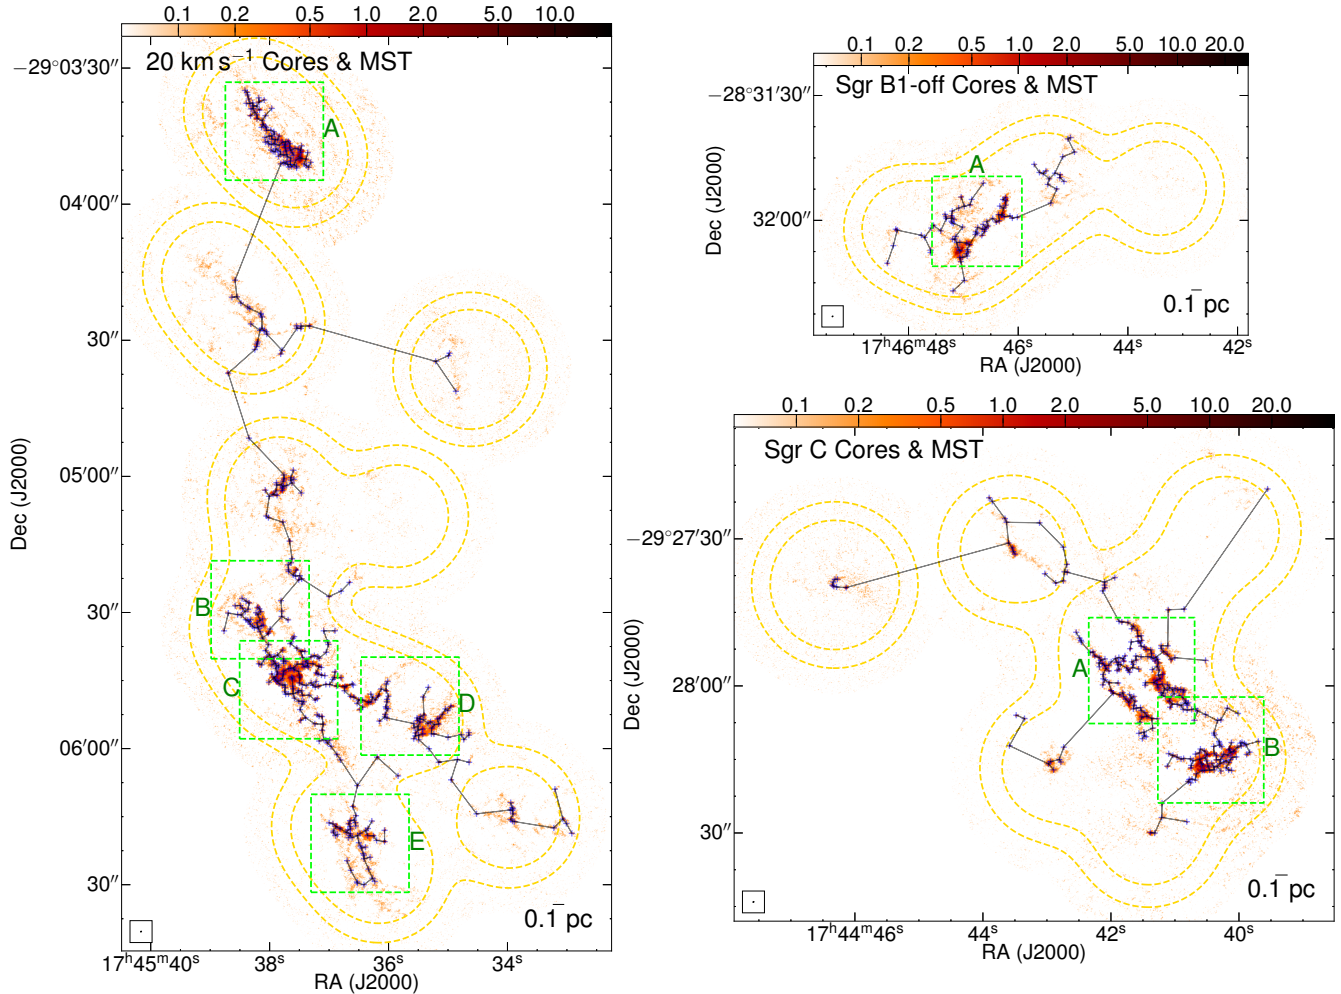 0.1 0.2 0.5 1.0 2.0 5.0 10.0
20 km s⁻¹ Cores & MST
−29°03′30″
04′00″
30″
05′00″
30″
06′00″
30″
Dec (J2000)
A
B
C
D
E
0.1 pc
17ʰ45ᵐ40ˢ 38ˢ 36ˢ 34ˢ
RA (J2000)
0.1 0.2 0.5 1.0 2.0 5.0 10.0 20.0
Sgr B1-off Cores & MST
−28°31′30″
32′00″
Dec (J2000)
A
0.1 pc
17ʰ46ᵐ48ˢ 46ˢ 44ˢ 42ˢ
RA (J2000)
0.1 0.2 0.5 1.0 2.0 5.0 10.0 20.0
Sgr C Cores & MST
−29°27′30″
28′00″
30″
Dec (J2000)
A
B
0.1 pc
17ʰ44ᵐ46ˢ 44ˢ 42ˢ 40ˢ
RA (J2000)